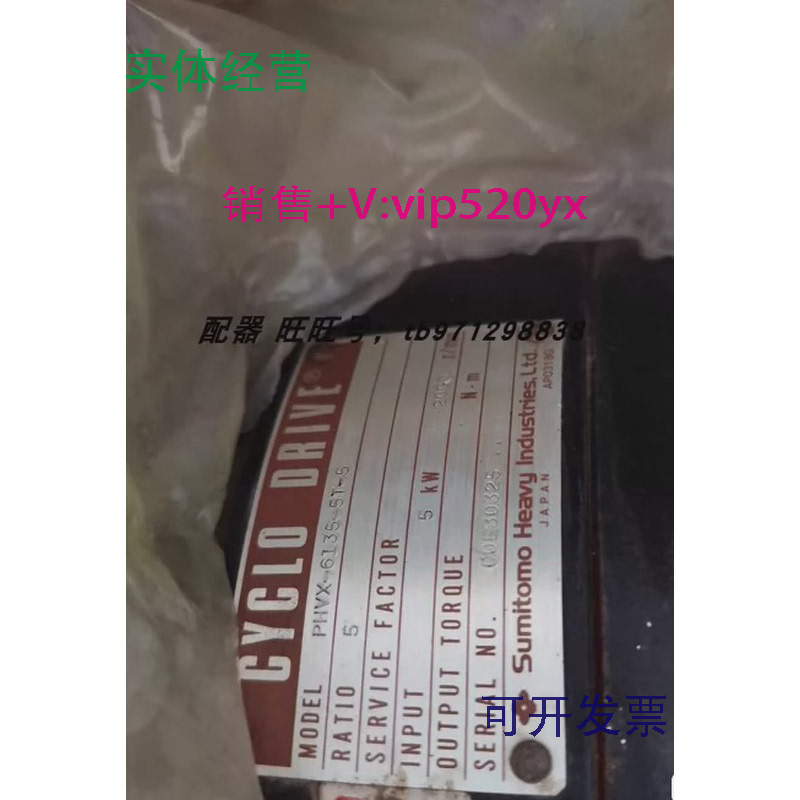 实体经营
销售+V:vip520yx
配器 旺旺号，tb971298838
CYCLO DRIVE®
MODEL PHVX-6135-5T-5
RATIO 5
SERVICE FACTOR
INPUT 5 kW r/m
OUTPUT TORQUE N·m
SERIAL NO.
Sumitomo Heavy Industries, Ltd.
JAPAN
AP0318G
可开发票